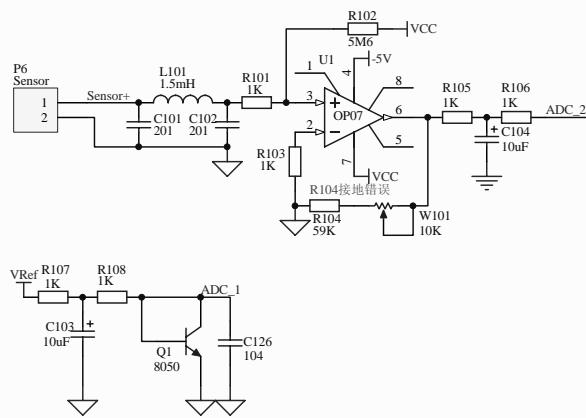 R102
5M6
VCC
P6
Sensor
1
2
Sensor+
L101
1.5mH
R101
1K
C101
201
C102
201
U1
1
4
-5V
8
3
OP07
6
2
5
7
VCC
R103
1K
R105
1K
R106
1K
ADC_2
C104
10uF
R104接地错误
R104
59K
W101
10K
VRef
R107
1K
R108
1K
ADC_1
C103
10uF
Q1
8050
C126
104